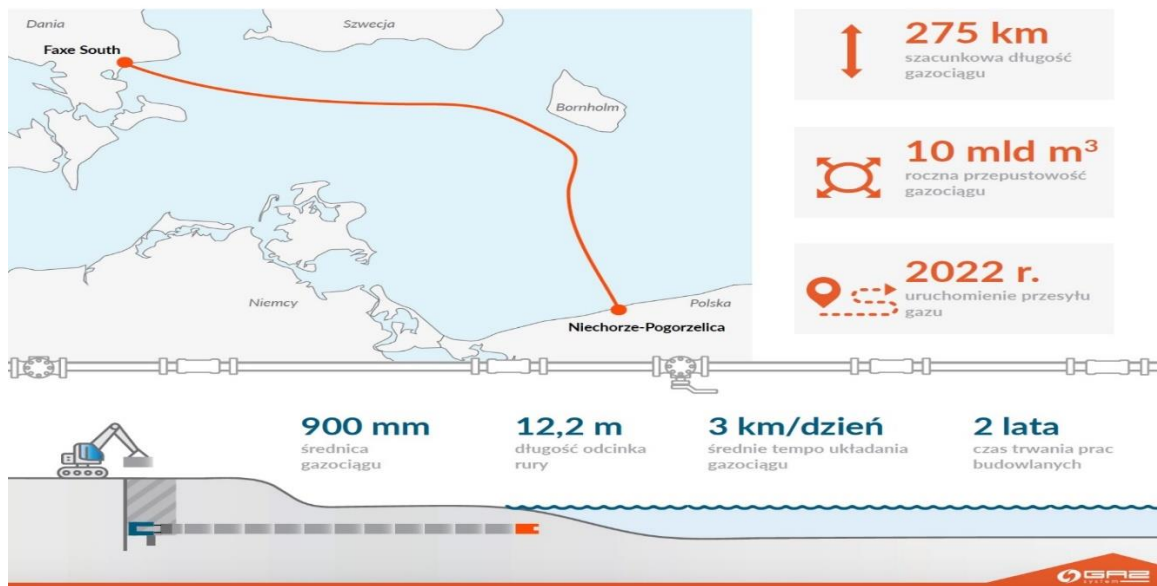 Dania
Szwecja
Faxe South
Bornholm
Niemcy
Polska
Niechorze-Pogorzelica
275 km
szacunkowa długość
gazociągu
10 mld m³
roczna przepustowość
gazociągu
2022 r.
uruchomienie przesyłu
gazu
900 mm
średnica
gazociągu
12,2 m
długość odcinka
rury
3 km/dzień
średnie tempo układania
gazociągu
2 lata
czas trwania prac
budowlanych
GAZ
system